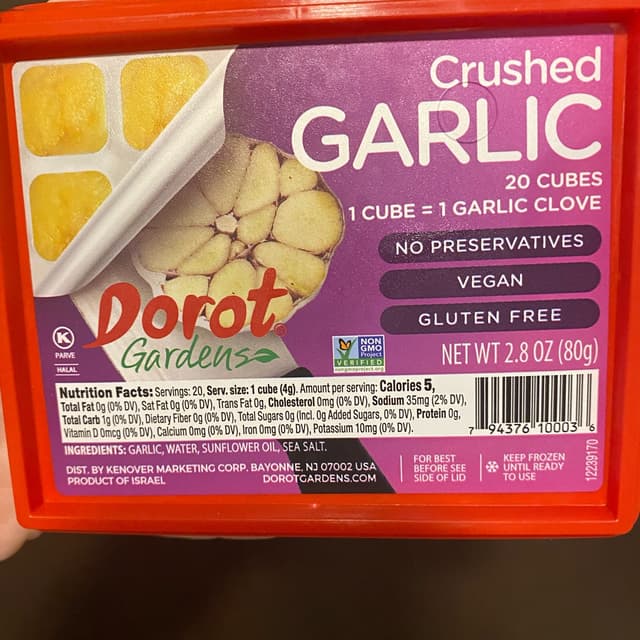 Crushed
GARLIC
20 CUBES
1 CUBE = 1 GARLIC CLOVE
NO PRESERVATIVES
VEGAN
GLUTEN FREE
Dorot
Gardens
K
PARVE
HALAL
NON
GMO
Project
VERIFIED
nongmoproject.org
NET WT 2.8 OZ (80g)
Nutrition Facts: Servings: 20, Serv. size: 1 cube (4g). Amount per serving: Calories 5,
Total Fat 0g (0% DV), Sat Fat 0g (0% DV), Trans Fat 0g, Cholesterol 0mg (0% DV), Sodium 35mg (2% DV),
Total Carb 1g (0% DV), Dietary Fiber 0g (0% DV), Total Sugars 0g (Incl. 0g Added Sugars, 0% DV), Protein 0g,
Vitamin D 0mcg (0% DV), Calcium 0mg (0% DV), Iron 0mg (0% DV), Potassium 10mg (0% DV).
7 94376 10003 6
INGREDIENTS: GARLIC, WATER, SUNFLOWER OIL, SEA SALT.
DIST. BY KENOVER MARKETING CORP. BAYONNE, NJ 07002 USA
PRODUCT OF ISRAEL
DOROTGARDENS.COM
FOR BEST
BEFORE SEE
SIDE OF LID
KEEP FROZEN
UNTIL READY
TO USE
12239170